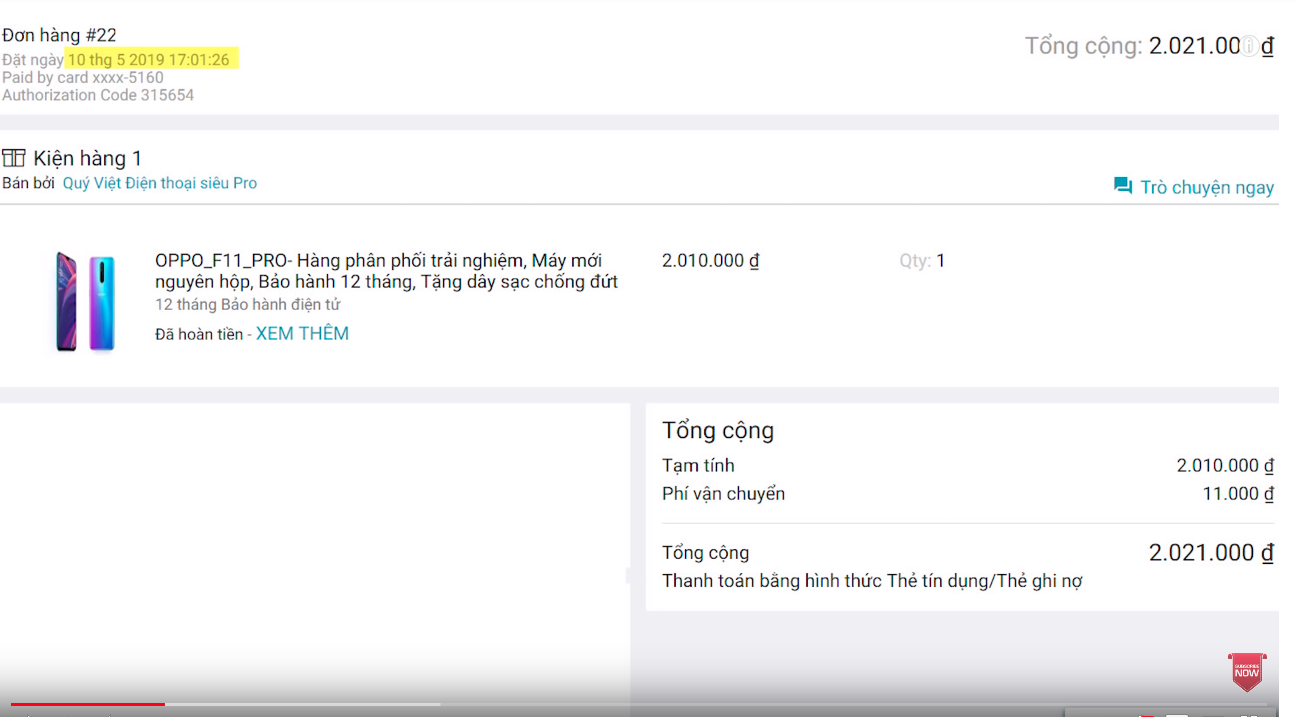 Đơn hàng #22
Tổng cộng: 2.021.00 đ
Đặt ngày 10 thg 5 2019 17:01:26
Paid by card xxxx-5160
Authorization Code 315654
Kiện hàng 1
Bán bởi Quý Việt Điện thoại siêu Pro
Trò chuyện ngay
OPPO_F11_PRO- Hàng phân phối trải nghiệm, Máy mới
nguyên hộp, Bảo hành 12 tháng, Tặng dây sạc chống đứt
2.010.000 ₫
Qty: 1
12 tháng Bảo hành điện tử
Đã hoàn tiền - XEM THÊM
Tổng cộng
Tạm tính 2.010.000 ₫
Phí vận chuyển 11.000 ₫
Tổng cộng 2.021.000 ₫
Thanh toán bằng hình thức Thẻ tín dụng/Thẻ ghi nợ
SUBSCRIBE
NOW